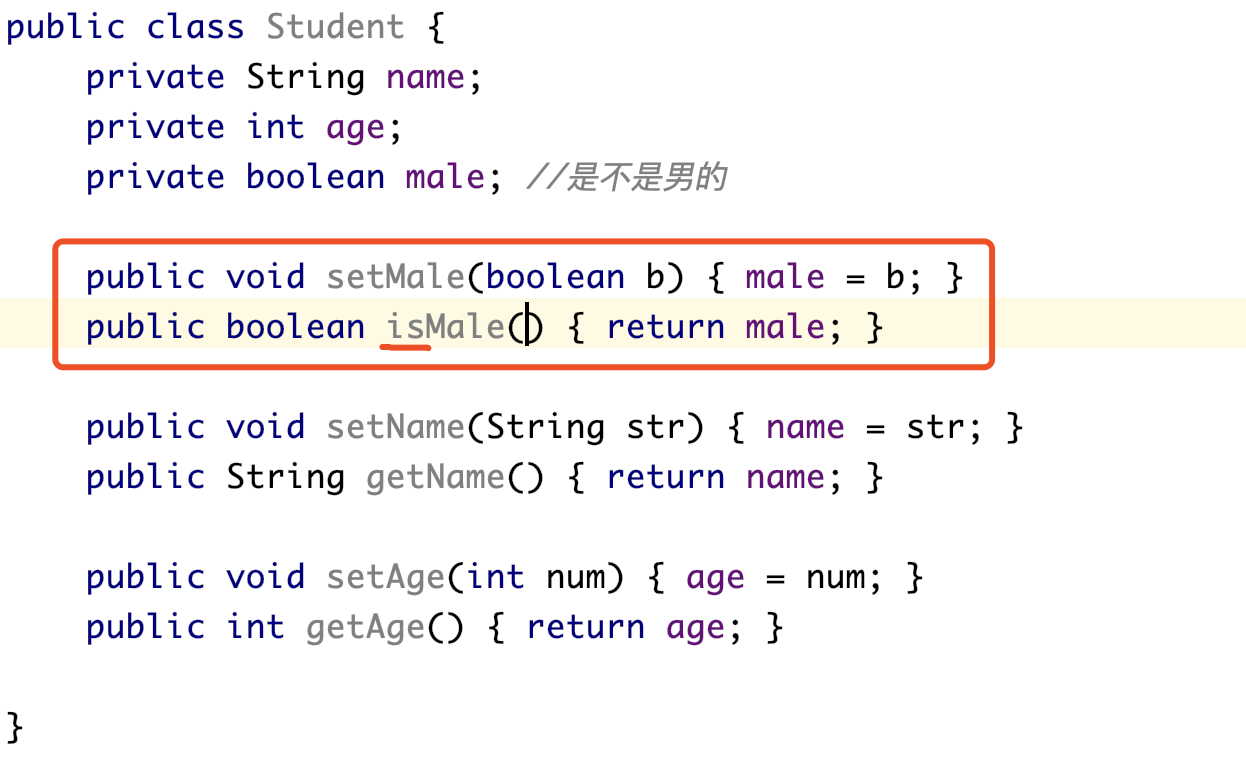 public class Student {
    private String name;
    private int age;
    private boolean male; //是不是男的

    public void setMale(boolean b) { male = b; }
    public boolean isMale() { return male; }

    public void setName(String str) { name = str; }
    public String getName() { return name; }

    public void setAge(int num) { age = num; }
    public int getAge() { return age; }

}